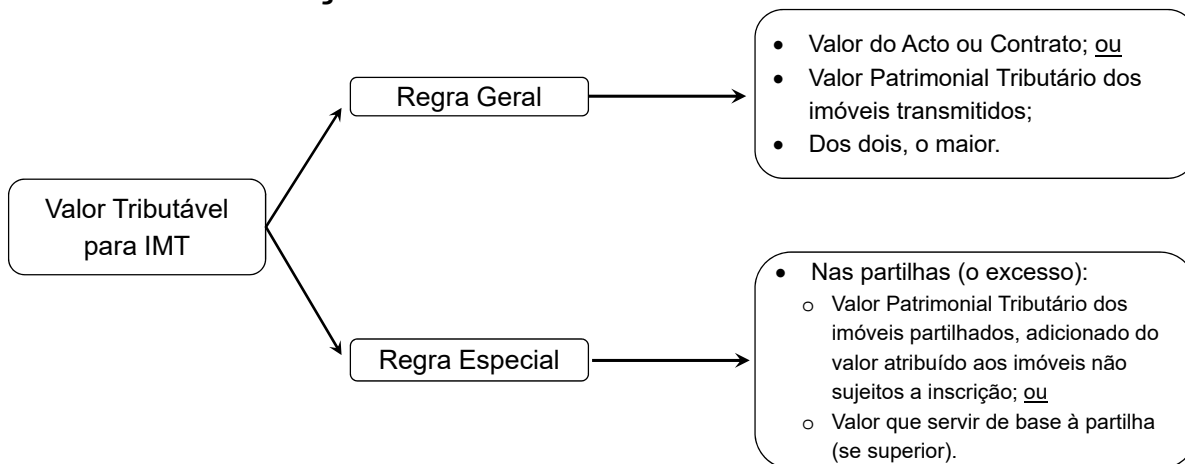 Valor Tributável
para IMT
Regra Geral
• Valor do Acto ou Contrato; ou
• Valor Patrimonial Tributário dos
imóveis transmitidos;
• Dos dois, o maior.
Regra Especial
• Nas partilhas (o excesso):
o Valor Patrimonial Tributário dos
imóveis partilhados, adicionado do
valor atribuído aos imóveis não
sujeitos a inscrição; ou
o Valor que servir de base à partilha
(se superior).